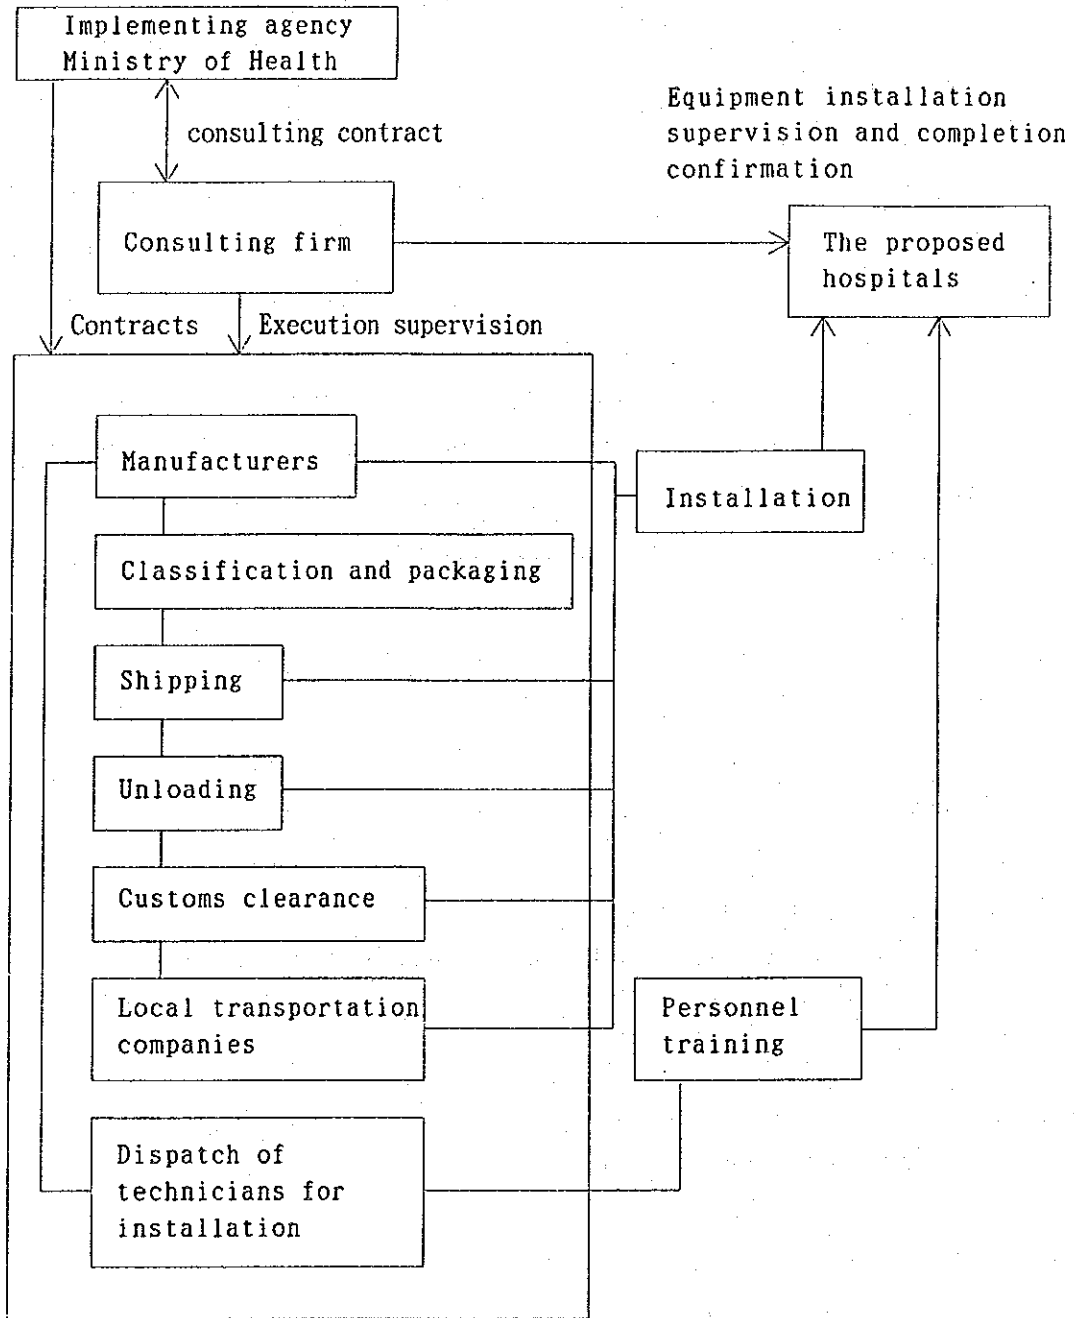 Implementing agency
Ministry of Health
consulting contract
Equipment installation
supervision and completion
confirmation
Consulting firm
The proposed
hospitals
Contracts
Execution supervision
Manufacturers
Installation
Classification and packaging
Shipping
Unloading
Customs clearance
Local transportation
companies
Personnel
training
Dispatch of
technicians for
installation